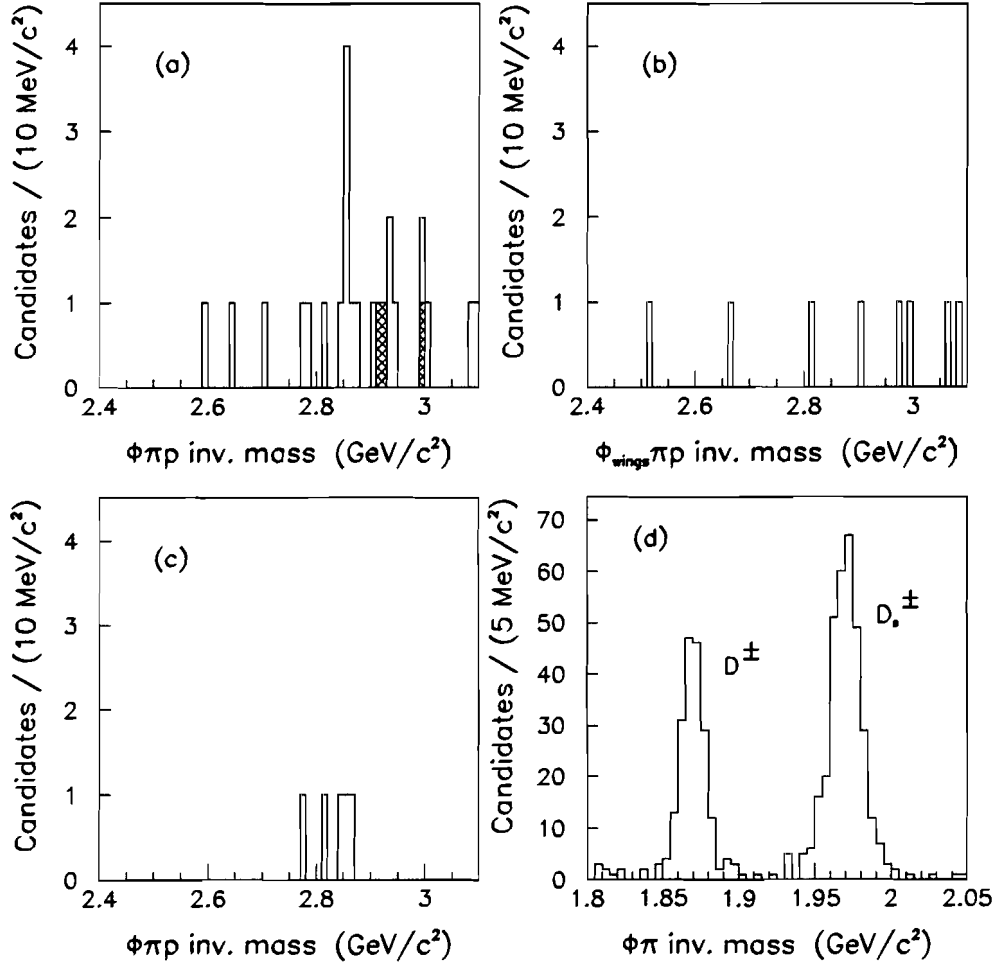 (a)
Candidates / (10 MeV/c²)
4
3
2
1
0
2.4 2.6 2.8 3
ϕπp inv. mass (GeV/c²)
(b)
Candidates / (10 MeV/c²)
4
3
2
1
0
2.4 2.6 2.8 3
ϕwingsπp inv. mass (GeV/c²)
(c)
Candidates / (10 MeV/c²)
4
3
2
1
0
2.4 2.6 2.8 3
ϕπp inv. mass (GeV/c²)
(d)
Candidates / (5 MeV/c²)
70
60
50
40
30
20
10
0
D±
Dₛ±
1.8 1.85 1.9 1.95 2 2.05
ϕπ inv. mass (GeV/c²)